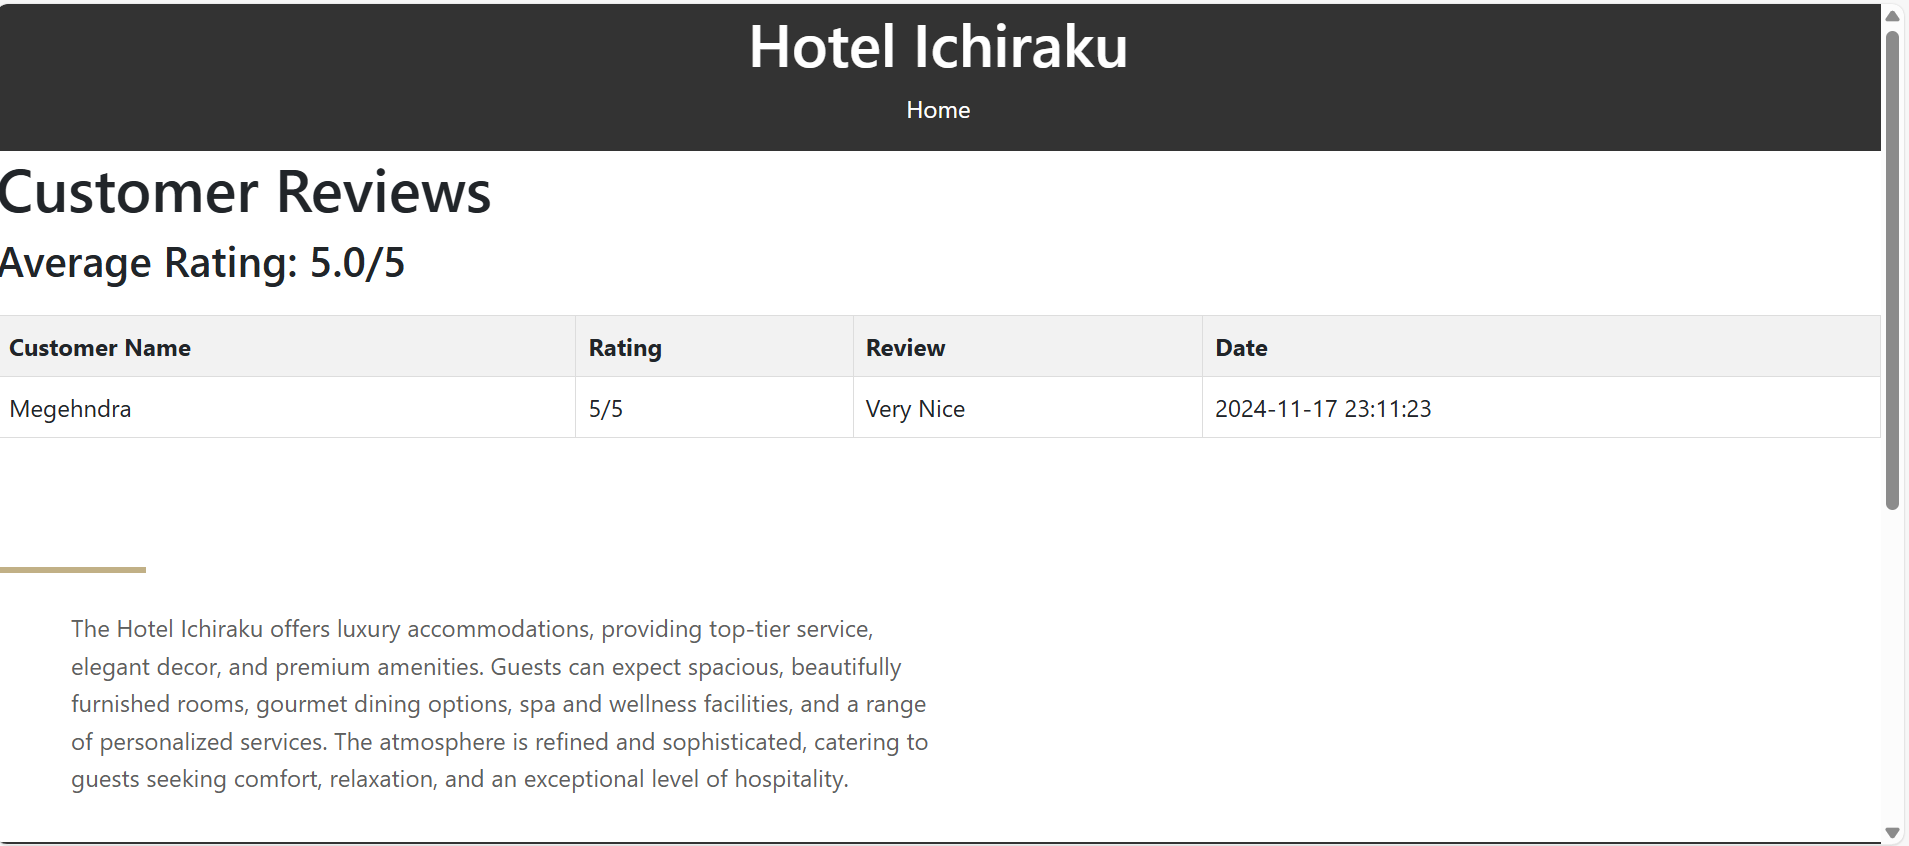 Hotel Ichiraku
Home
Customer Reviews
Average Rating: 5.0/5
Customer Name Rating Review Date
Megehndra 5/5 Very Nice 2024-11-17 23:11:23
The Hotel Ichiraku offers luxury accommodations, providing top-tier service,
elegant decor, and premium amenities. Guests can expect spacious, beautifully
furnished rooms, gourmet dining options, spa and wellness facilities, and a range
of personalized services. The atmosphere is refined and sophisticated, catering to
guests seeking comfort, relaxation, and an exceptional level of hospitality.